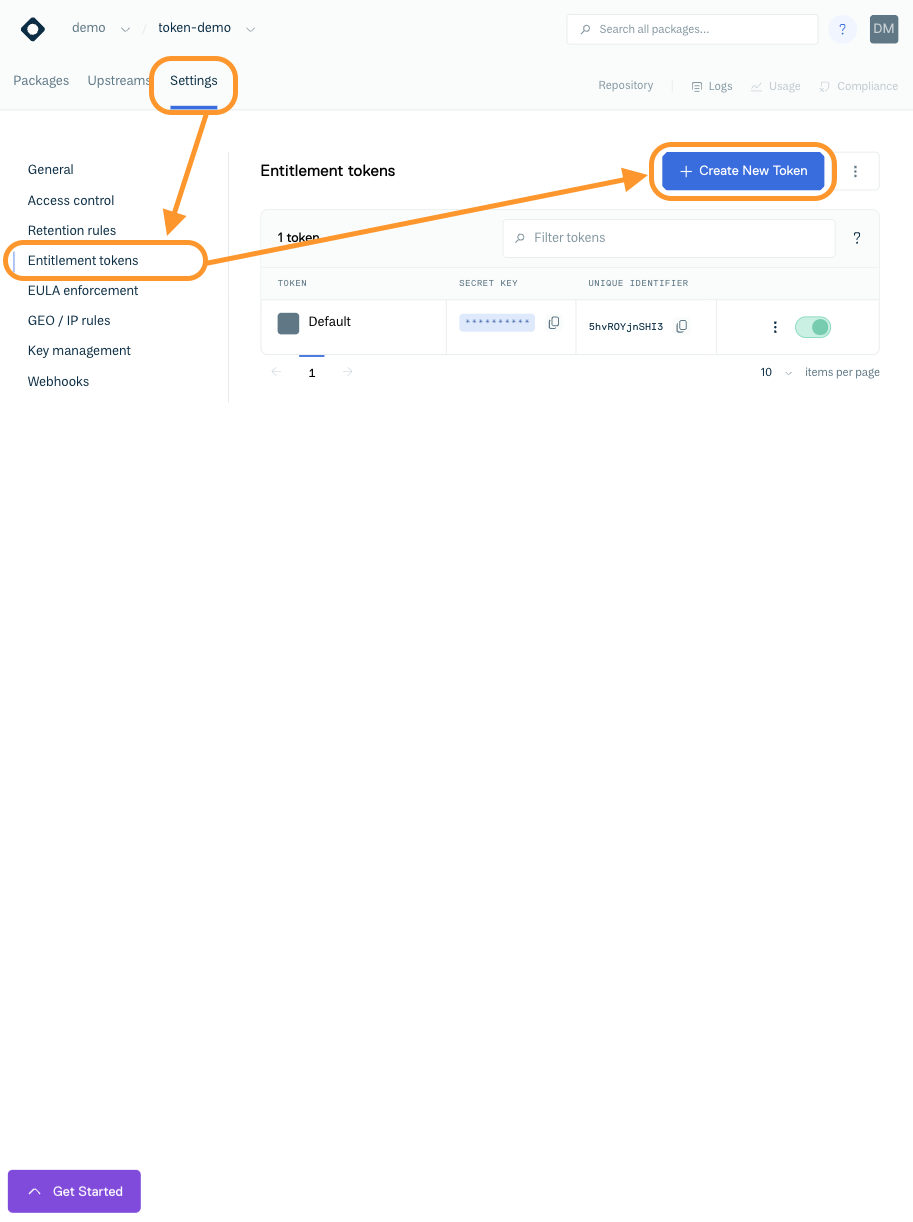 demo / token-demo
Search all packages...
?
DM
Packages Upstreams Settings
Repository Logs Usage Compliance
General
Access control
Retention rules
Entitlement tokens
EULA enforcement
GEO / IP rules
Key management
Webhooks
Entitlement tokens
+ Create New Token
1 token
Filter tokens
?
TOKEN SECRET KEY UNIQUE IDENTIFIER
Default ********** 5hvROYjnSHI3
1
10 items per page
Get Started